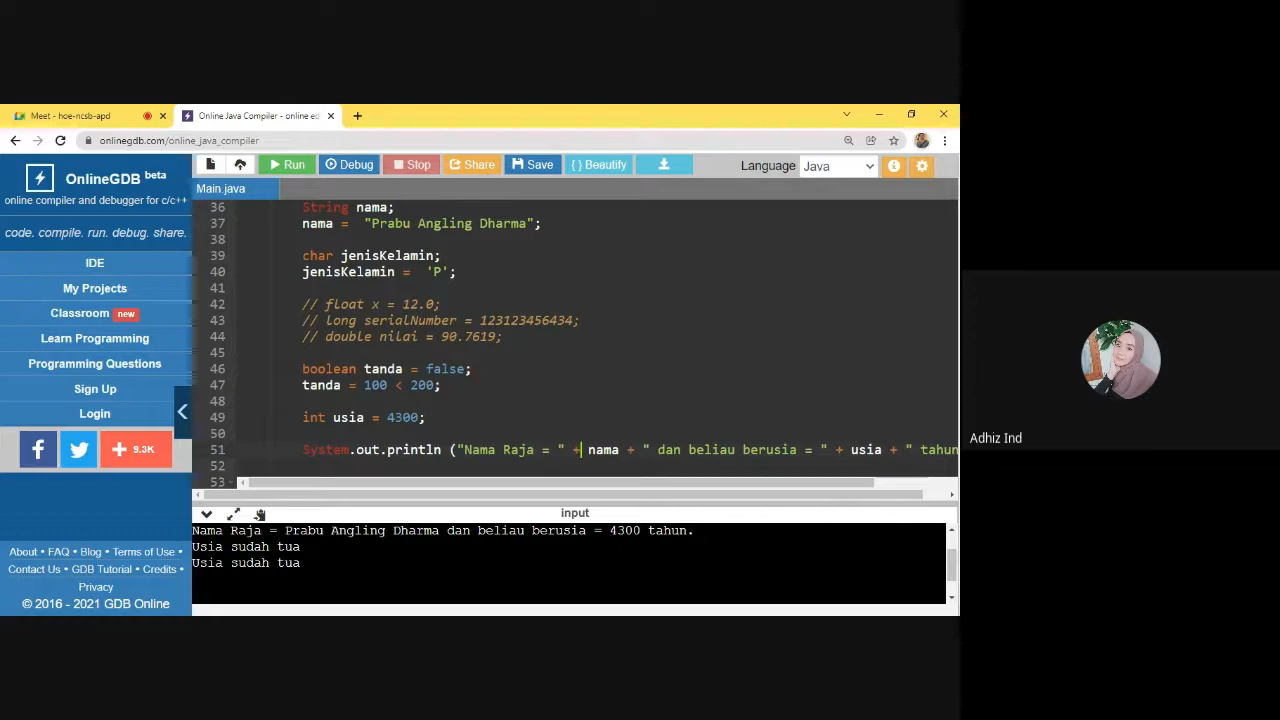 Meet - hoe-ncsb-apd
Online Java Compiler - online ed
onlinegdb.com/online_java_compiler
OnlineGDB beta
online compiler and debugger for c/c++
code. compile. run. debug. share.
IDE
My Projects
Classroom new
Learn Programming
Programming Questions
Sign Up
Login
9.3K
About • FAQ • Blog • Terms of Use •
Contact Us • GDB Tutorial • Credits •
Privacy
© 2016 - 2021 GDB Online
Run Debug Stop Share Save { } Beautify Language Java
Main.java
36 String nama;
37 nama = "Prabu Angling Dharma";
38
39 char jenisKelamin;
40 jenisKelamin = 'P';
41
42 // float x = 12.0;
43 // long serialNumber = 123123456434;
44 // double nilai = 90.7619;
45
46 boolean tanda = false;
47 tanda = 100 < 200;
48
49 int usia = 4300;
50
51 System.out.println ("Nama Raja = " + nama + " dan beliau berusia = " + usia + " tahun
52
53
input
Nama Raja = Prabu Angling Dharma dan beliau berusia = 4300 tahun.
Usia sudah tua
Usia sudah tua
Adhiz Ind